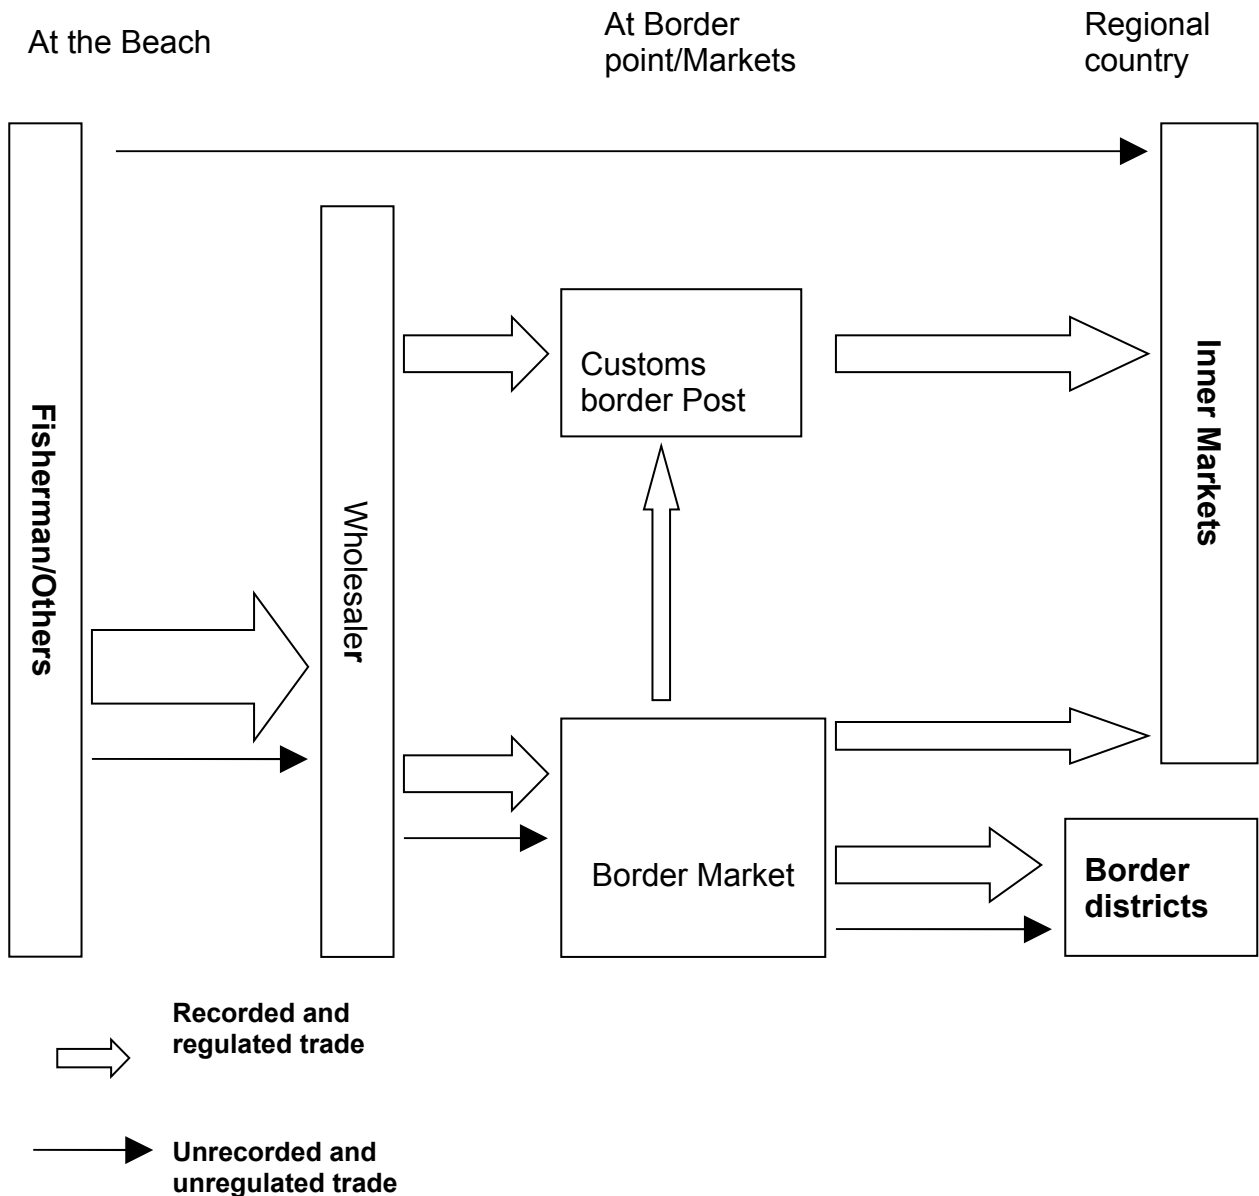 At the Beach
At Border
point/Markets
Regional
country
Fisherman/Others
Wholesaler
Customs
border Post
Inner Markets
Border Market
Border
districts
Recorded and
regulated trade
Unrecorded and
unregulated trade